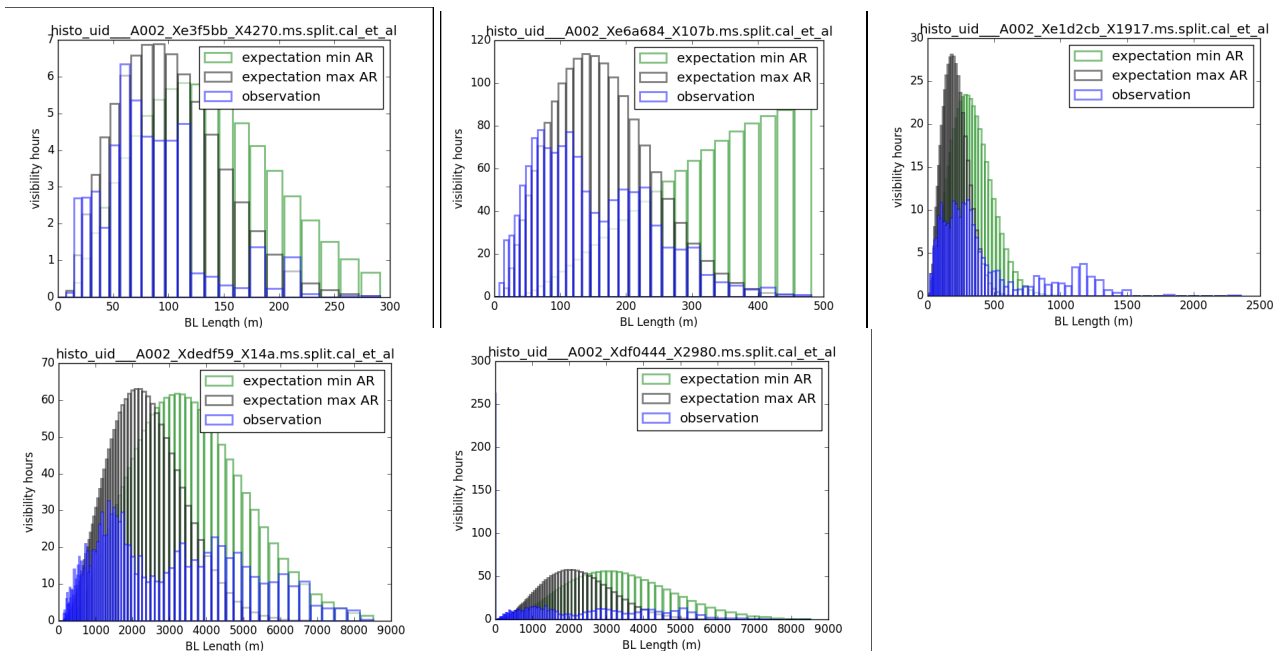 histo_uid___A002_Xe3f5bb_X4270.ms.split.cal_et_al
expectation min AR
expectation max AR
observation
visibility hours
7
6
5
4
3
2
1
0
0 50 100 150 200 250 300
BL Length (m)
histo_uid___A002_Xe6a684_X107b.ms.split.cal_et_al
expectation min AR
expectation max AR
observation
visibility hours
120
100
80
60
40
20
0
0 100 200 300 400 500
BL Length (m)
histo_uid___A002_Xe1d2cb_X1917.ms.split.cal_et_al
expectation min AR
expectation max AR
observation
visibility hours
30
25
20
15
10
5
0
0 500 1000 1500 2000 2500
BL Length (m)
histo_uid___A002_Xdedf59_X14a.ms.split.cal_et_al
expectation min AR
expectation max AR
observation
visibility hours
70
60
50
40
30
20
10
0
0 1000 2000 3000 4000 5000 6000 7000 8000 9000
BL Length (m)
histo_uid___A002_Xdf0444_X2980.ms.split.cal_et_al
expectation min AR
expectation max AR
observation
visibility hours
300
250
200
150
100
50
0
0 1000 2000 3000 4000 5000 6000 7000 8000 9000
BL Length (m)